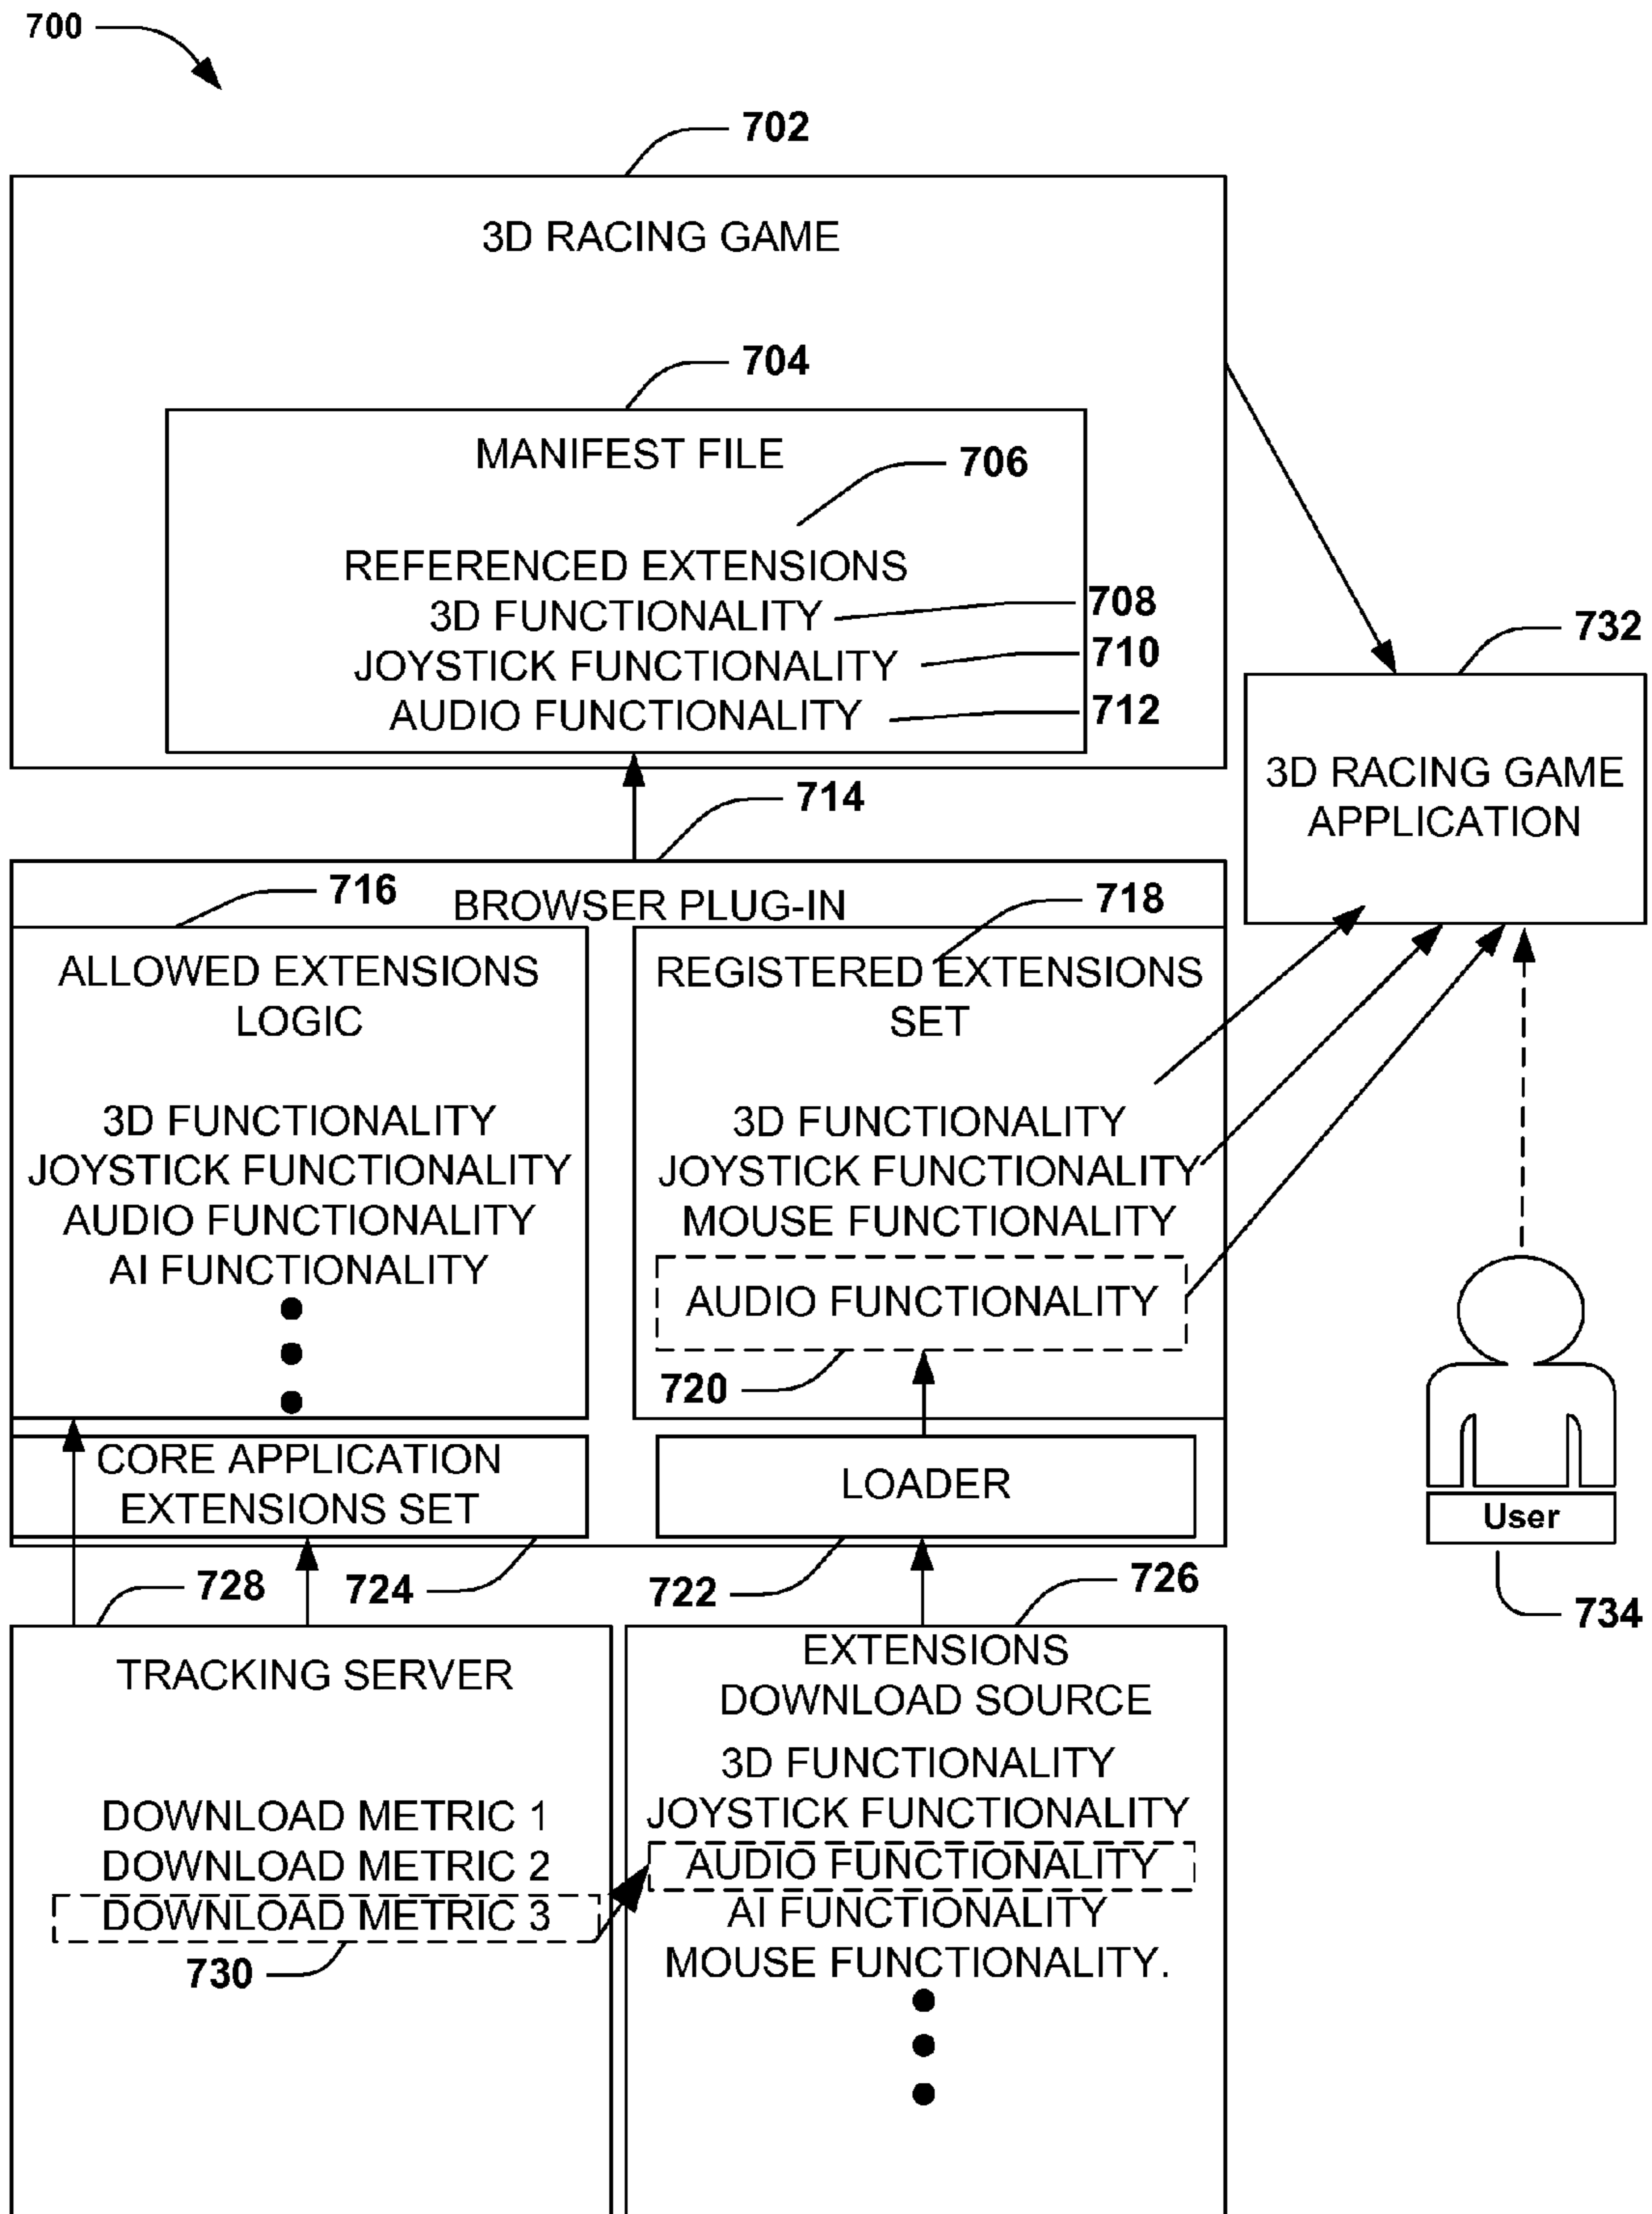 700
702
3D RACING GAME
704
MANIFEST FILE
706
REFERENCED EXTENSIONS
3D FUNCTIONALITY
708
JOYSTICK FUNCTIONALITY
710
AUDIO FUNCTIONALITY
712
732
3D RACING GAME
APPLICATION
714
BROWSER PLUG-IN
716
ALLOWED EXTENSIONS
LOGIC
3D FUNCTIONALITY
JOYSTICK FUNCTIONALITY
AUDIO FUNCTIONALITY
AI FUNCTIONALITY
718
REGISTERED EXTENSIONS
SET
3D FUNCTIONALITY
JOYSTICK FUNCTIONALITY
MOUSE FUNCTIONALITY
AUDIO FUNCTIONALITY
720
CORE APPLICATION
EXTENSIONS SET
LOADER
User
734
728
724
722
726
TRACKING SERVER
DOWNLOAD METRIC 1
DOWNLOAD METRIC 2
DOWNLOAD METRIC 3
730
EXTENSIONS
DOWNLOAD SOURCE
3D FUNCTIONALITY
JOYSTICK FUNCTIONALITY
AUDIO FUNCTIONALITY
AI FUNCTIONALITY
MOUSE FUNCTIONALITY.